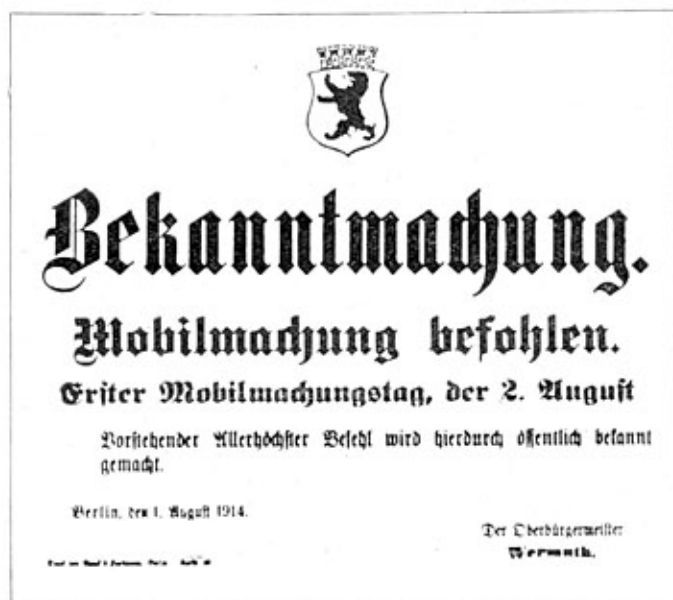 Bekanntmachung.
Mobilmachung befohlen.
Erster Mobilmachungstag, der 2. August
Vorstehender Allerhöchster Befehl wird hierdurch öffentlich bekannt
gemacht.
Berlin, den 1. August 1914.
Der Oberbürgermeister
Wermuth.